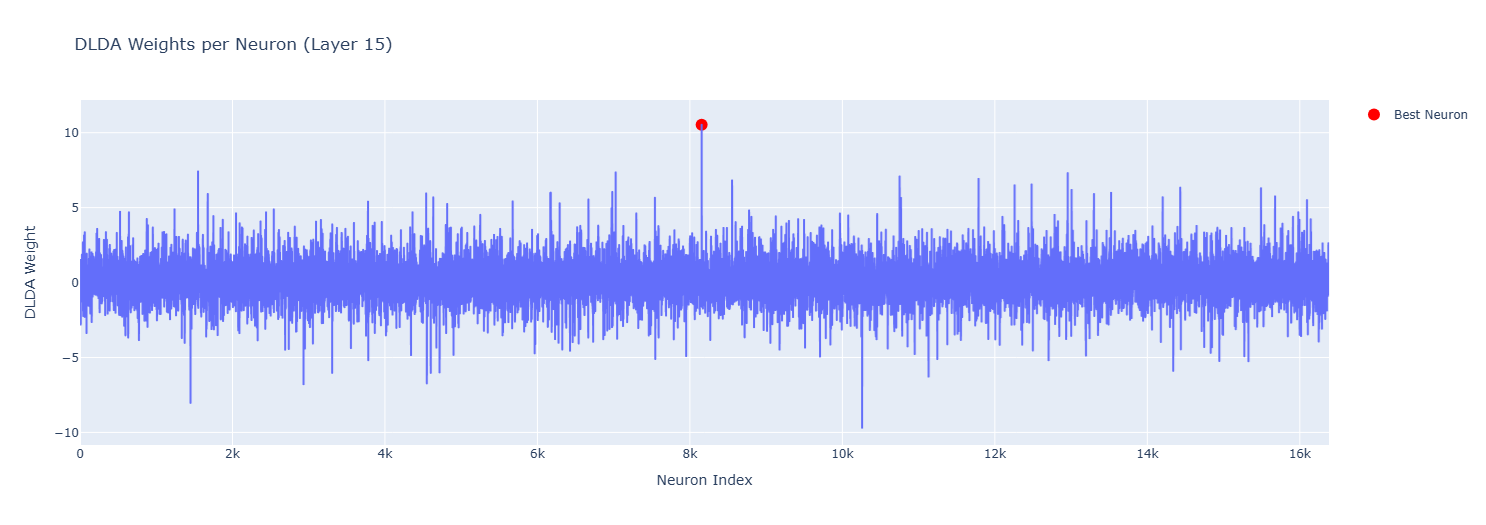 DLDA Weights per Neuron (Layer 15)
Best Neuron
DLDA Weight
10
5
0
−5
−10
0
2k
4k
6k
8k
10k
12k
14k
16k
Neuron Index